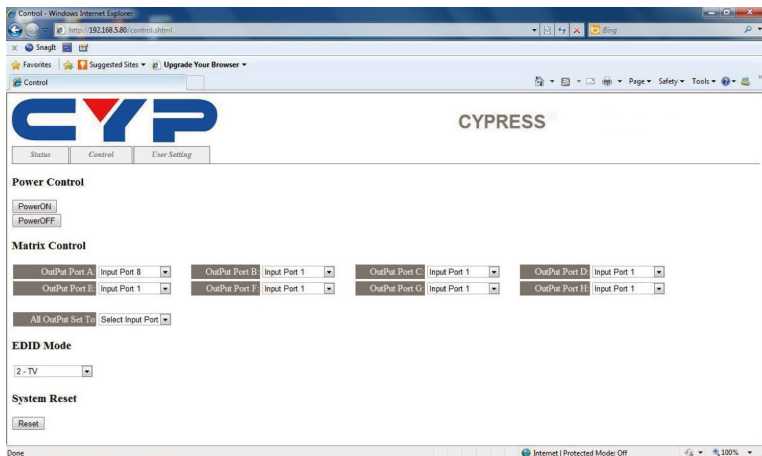 Control - Windows Internet Explorer
http://192.168.5.80/control.shtml
Bing
x SnagIt
Favorites Suggested Sites Upgrade Your Browser
Control
Page Safety Tools
CYP
CYPRESS
Status Control User Setting
Power Control
PowerON
PowerOFF
Matrix Control
OutPut Port A: Input Port 8 OutPut Port B: Input Port 1 OutPut Port C: Input Port 1 OutPut Port D: Input Port 1
OutPut Port E: Input Port 1 OutPut Port F: Input Port 1 OutPut Port G: Input Port 1 OutPut Port H: Input Port 1
All OutPut Set To Select Input Port
EDID Mode
2 - TV
System Reset
Reset
Done Internet | Protected Mode: Off 100%